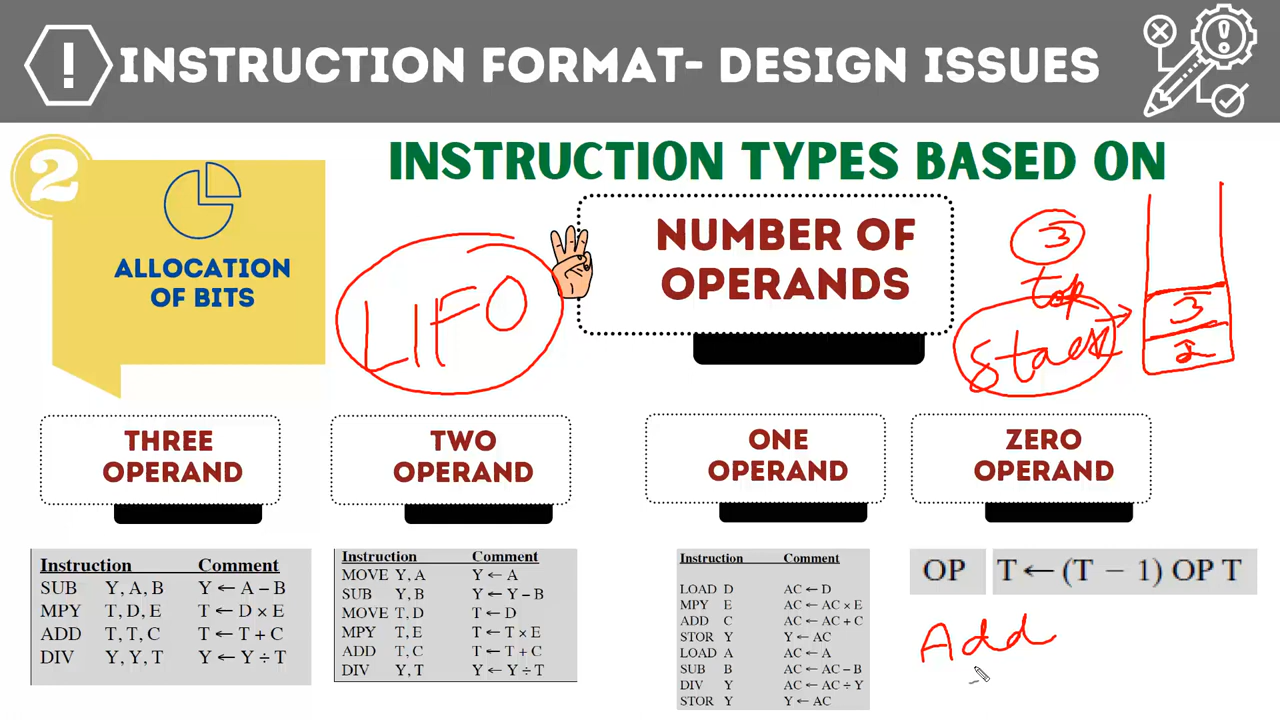 INSTRUCTION FORMAT- DESIGN ISSUES
2
ALLOCATION
OF BITS
INSTRUCTION TYPES BASED ON
NUMBER OF
OPERANDS
LIFO
3
top
Stack
3
2
THREE
OPERAND
TWO
OPERAND
ONE
OPERAND
ZERO
OPERAND
Instruction Comment
SUB Y, A, B Y ← A − B
MPY T, D, E T ← D × E
ADD T, T, C T ← T + C
DIV Y, Y, T Y ← Y ÷ T
Instruction Comment
MOVE Y, A Y ← A
SUB Y, B Y ← Y − B
MOVE T, D T ← D
MPY T, E T ← T × E
ADD T, C T ← T + C
DIV Y, T Y ← Y ÷ T
Instruction Comment
LOAD D AC ← D
MPY E AC ← AC × E
ADD C AC ← AC + C
STOR Y Y ← AC
LOAD A AC ← A
SUB B AC ← AC − B
DIV Y AC ← AC ÷ Y
STOR Y Y ← AC
OP T ← (T − 1) OP T
Add